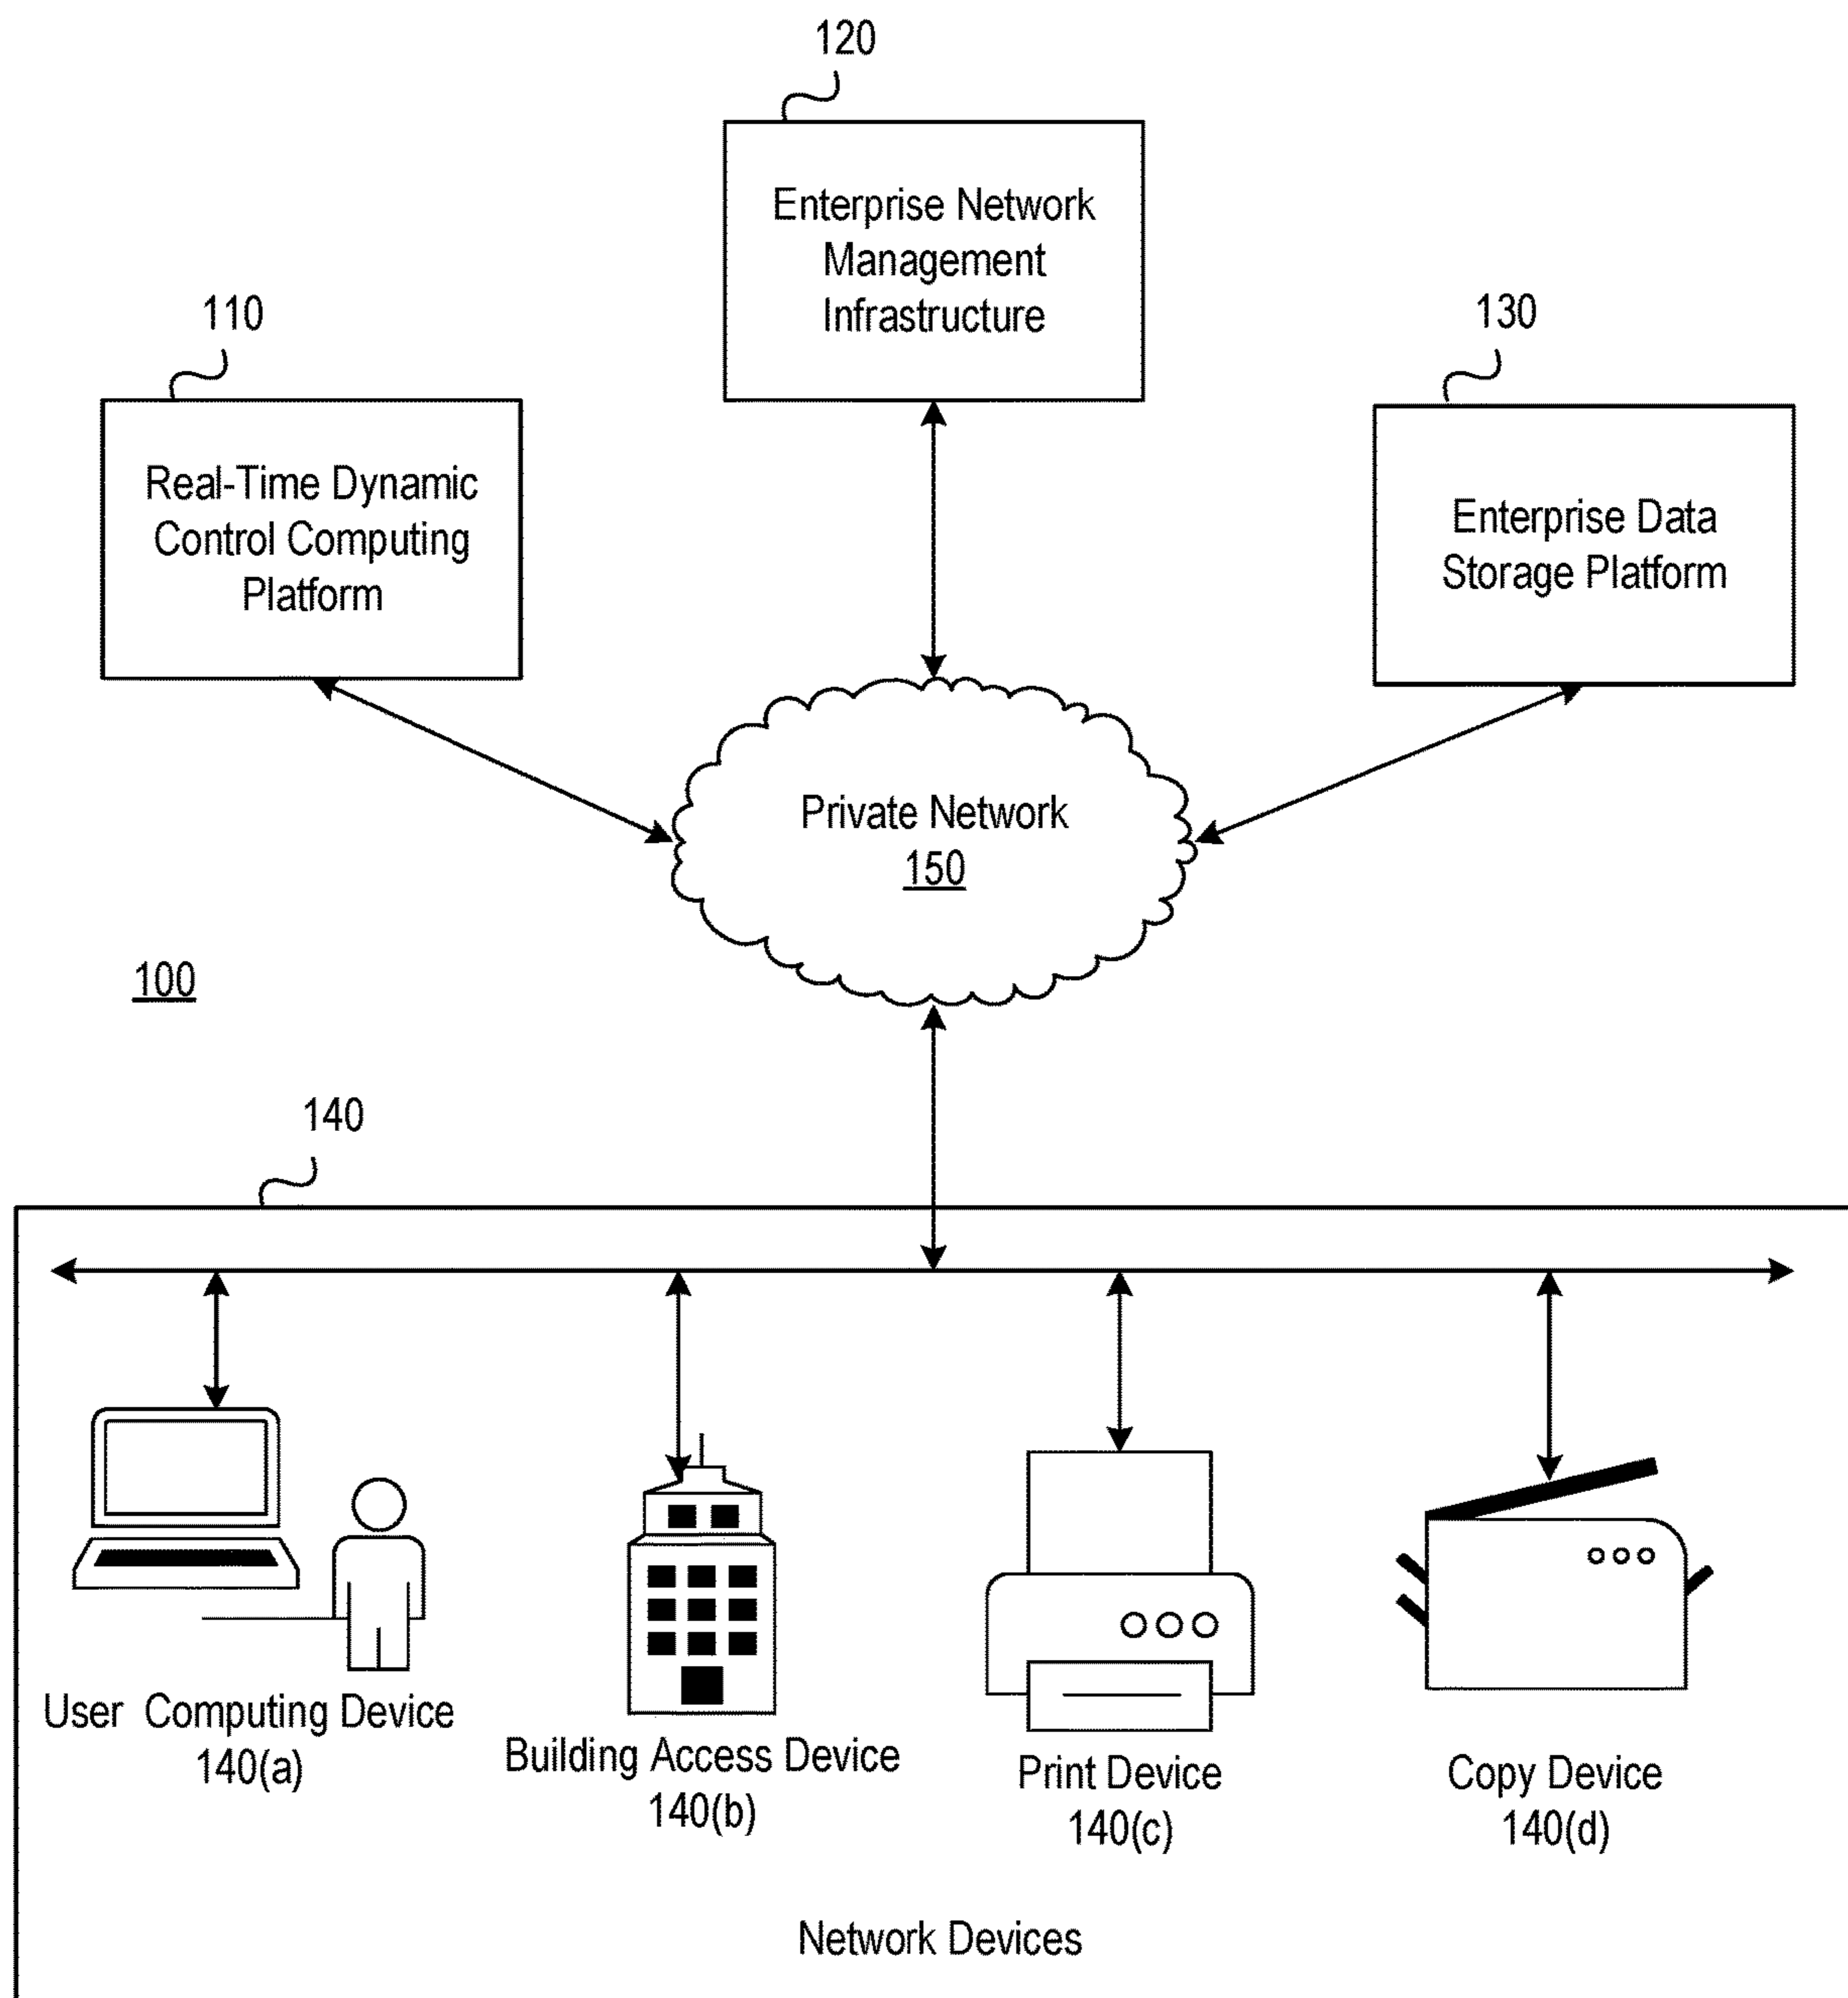 120
Enterprise Network
Management
Infrastructure
110
Real-Time Dynamic
Control Computing
Platform
130
Enterprise Data
Storage Platform
Private Network
150
100
140
User Computing Device
140(a)
Building Access Device
140(b)
Print Device
140(c)
Copy Device
140(d)
Network Devices